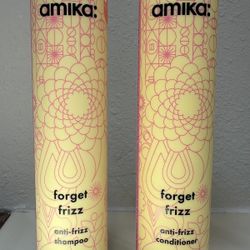 amika:
forget
frizz
anti-frizz
shampoo
amika:
forget
frizz
anti-frizz
conditioner